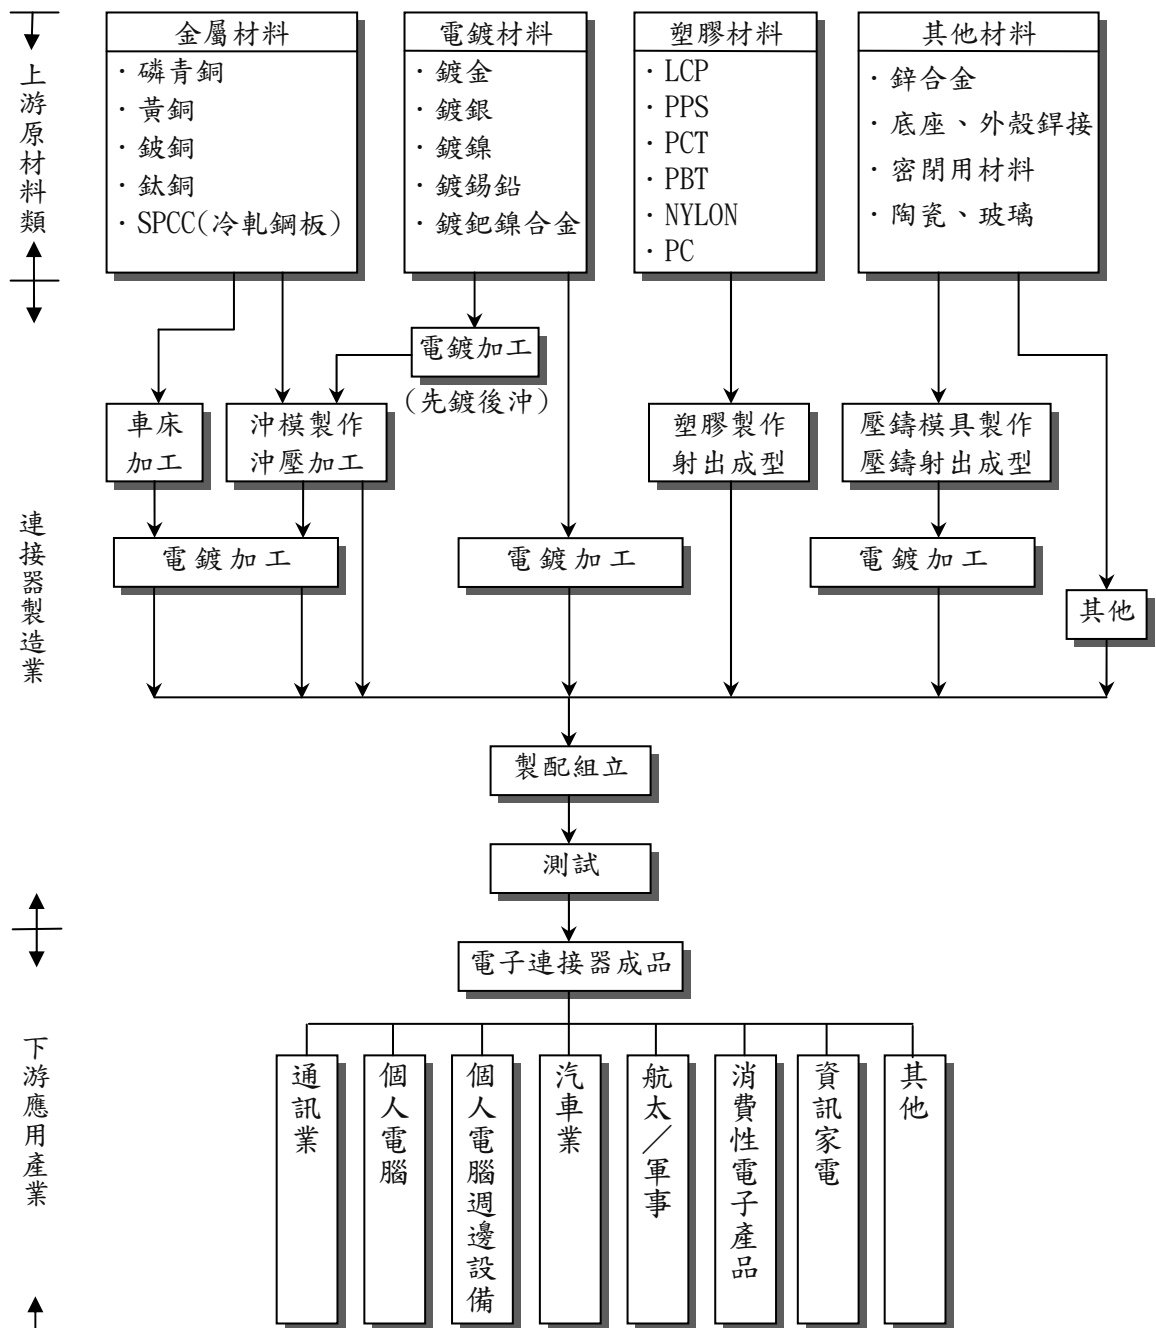 上游原材料類
金屬材料
·磷青銅
·黃銅
·鈹銅
·鈦銅
·SPCC(冷軋鋼板)
電鍍材料
·鍍金
·鍍銀
·鍍鎳
·鍍錫鉛
·鍍鈀鎳合金
塑膠材料
·LCP
·PPS
·PCT
·PBT
·NYLON
·PC
其他材料
·鋅合金
·底座、外殼銲接
·密閉用材料
·陶瓷、玻璃
連接器製造業
電鍍加工
(先鍍後沖)
車床
加工
沖模製作
沖壓加工
塑膠製作
射出成型
壓鑄模具製作
壓鑄射出成型
電鍍加工
電鍍加工
電鍍加工
其他
製配組立
測試
電子連接器成品
下游應用產業
通訊業
個人電腦
個人電腦週邊設備
汽車業
航太／軍事
消費性電子產品
資訊家電
其他